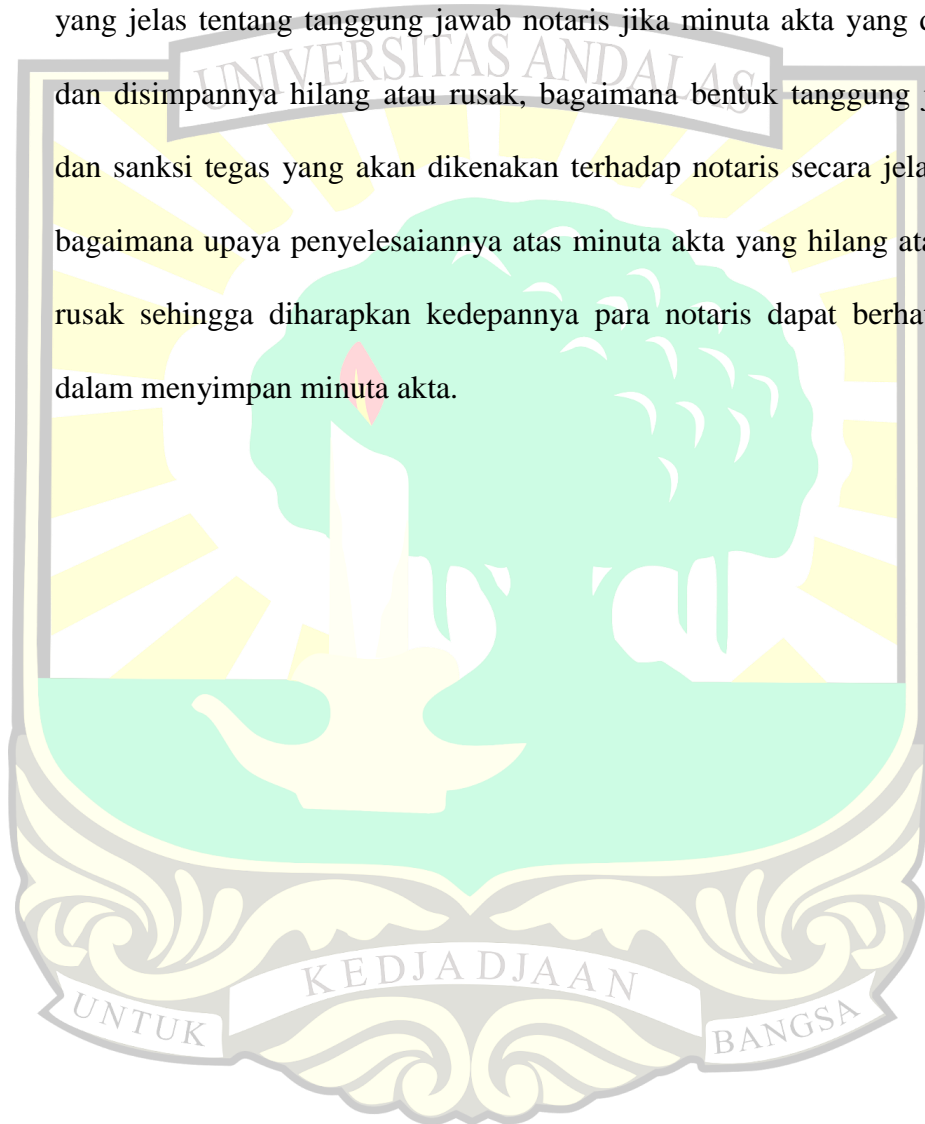 yang jelas tentang tanggung jawab notaris jika minuta akta yang
UNIVERSITAS ANDALAS
dan disimpannya hilang atau rusak, bagaimana bentuk tanggung
dan sanksi tegas yang akan dikenakan terhadap notaris secara
bagaimana upaya penyelesaiannya atas minuta akta yang hilang
rusak sehingga diharapkan kedepannya para notaris dapat
dalam menyimpan minuta akta.
KEDJADJAAN
UNTUK
BANGSA